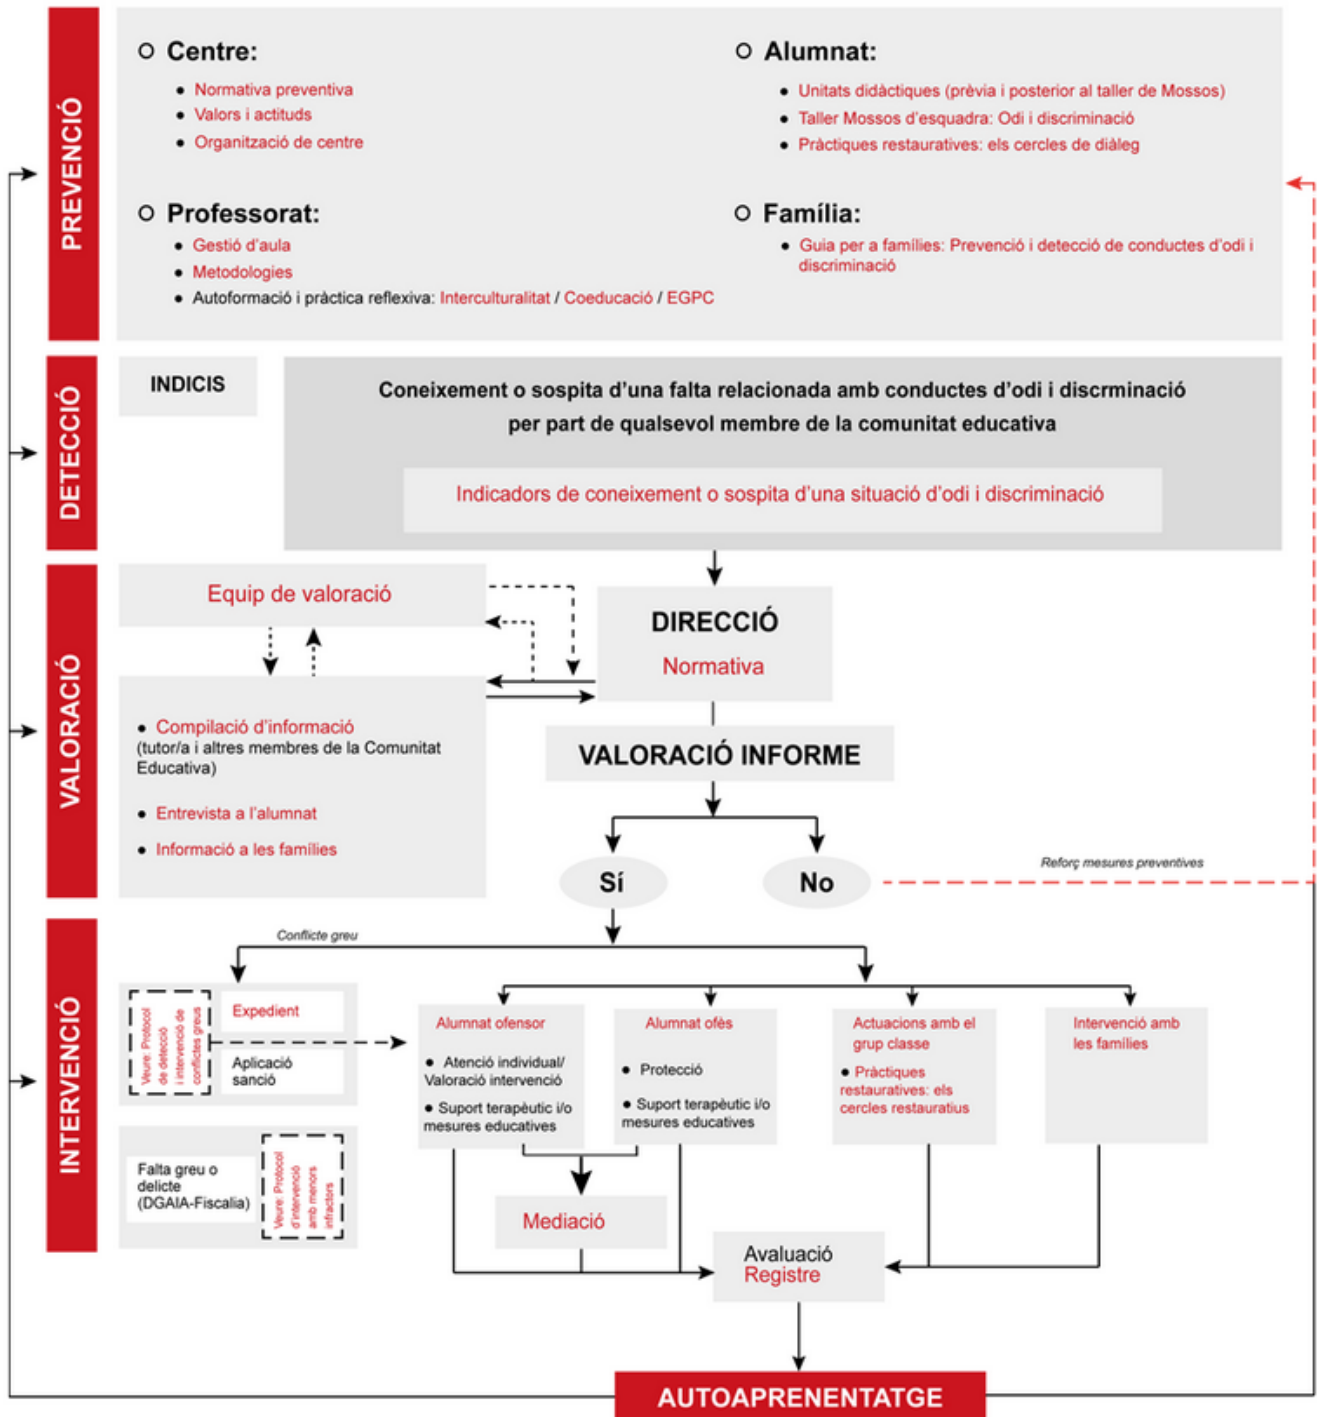 PREVENCIÓ
Centre:
Normativa preventiva
Valors i actituds
Organització de centre
Alumnat:
Unitats didàctiques (prèvia i posterior al taller de Mossos)
Taller Mossos d'esquadra: Odi i discriminació
Pràctiques restauratives: els cercles de diàleg
Professorat:
Gestió d'aula
Metodologies
Autoformació i pràctica reflexiva: Interculturalitat / Coeducació / EGPC
Família:
Guia per a famílies: Prevenció i detecció de conductes d'odi i
discriminació
DETECCIÓ
INDICIS
Coneixement o sospita d'una falta relacionada amb conductes d'odi i discrminació
per part de qualsevol membre de la comunitat educativa
Indicadors de coneixement o sospita d'una situació d'odi i discriminació
VALORACIÓ
Equip de valoració
DIRECCIÓ
Normativa
Compilació d'informació
(tutor/a i altres membres de la Comunitat
Educativa)
Entrevista a l'alumnat
Informació a les famílies
VALORACIÓ INFORME
Sí
No
Reforç mesures preventives
INTERVENCIÓ
Conflicte greu
Veure: Protocol
de detecció
i intervenció de
conflictes greus
Expedient
Aplicació
sanció
Falta greu o
delicte
(DGAIA-Fiscalia)
Veure: Protocol
d'intervenció
amb menors
infractors
Alumnat ofensor
Atenció individual/
Valoració intervenció
Suport terapèutic i/o
mesures educatives
Alumnat ofès
Protecció
Suport terapèutic i/o
mesures educatives
Actuacions amb el
grup classe
Pràctiques
restauratives: els
cercles restauratius
Intervenció amb
les famílies
Mediació
Avaluació
Registre
AUTOAPRENENTATGE